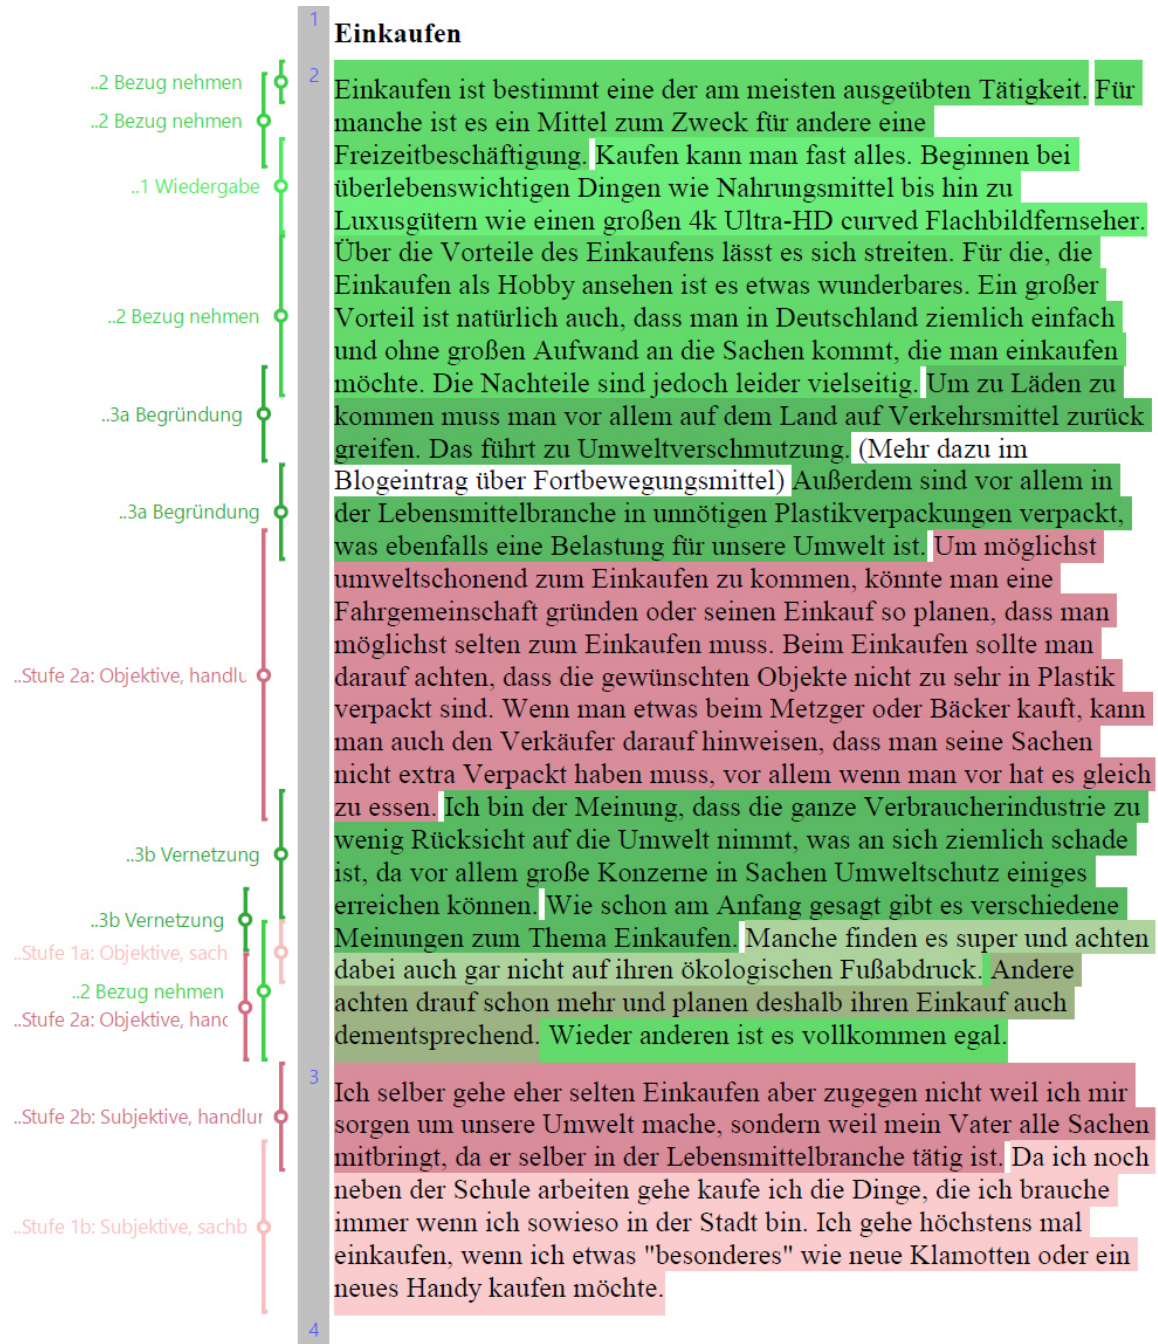 1
Einkaufen
..2 Bezug nehmen
2
Einkaufen ist bestimmt eine der am meisten ausgeübten Tätigkeit. Für
..2 Bezug nehmen
manche ist es ein Mittel zum Zweck für andere eine
Freizeitbeschäftigung. Kaufen kann man fast alles. Beginnen bei
..1 Wiedergabe
überlebenswichtigen Dingen wie Nahrungsmittel bis hin zu
Luxusgütern wie einen großen 4k Ultra-HD curved Flachbildfernseher.
Über die Vorteile des Einkaufens lässt es sich streiten. Für die, die
Einkaufen als Hobby ansehen ist es etwas wunderbares. Ein großer
..2 Bezug nehmen
Vorteil ist natürlich auch, dass man in Deutschland ziemlich einfach
und ohne großen Aufwand an die Sachen kommt, die man einkaufen
möchte. Die Nachteile sind jedoch leider vielseitig. Um zu Läden zu
..3a Begründung
kommen muss man vor allem auf dem Land auf Verkehrsmittel zurück
greifen. Das führt zu Umweltverschmutzung. (Mehr dazu im
Blogeintrag über Fortbewegungsmittel) Außerdem sind vor allem in
..3a Begründung
der Lebensmittelbranche in unnötigen Plastikverpackungen verpackt,
was ebenfalls eine Belastung für unsere Umwelt ist. Um möglichst
umweltschonend zum Einkaufen zu kommen, könnte man eine
Fahrgemeinschaft gründen oder seinen Einkauf so planen, dass man
möglichst selten zum Einkaufen muss. Beim Einkaufen sollte man
..Stufe 2a: Objektive, handlu
darauf achten, dass die gewünschten Objekte nicht zu sehr in Plastik
verpackt sind. Wenn man etwas beim Metzger oder Bäcker kauft, kann
man auch den Verkäufer darauf hinweisen, dass man seine Sachen
nicht extra Verpackt haben muss, vor allem wenn man vor hat es gleich
zu essen. Ich bin der Meinung, dass die ganze Verbraucherindustrie zu
wenig Rücksicht auf die Umwelt nimmt, was an sich ziemlich schade
..3b Vernetzung
ist, da vor allem große Konzerne in Sachen Umweltschutz einiges
erreichen können. Wie schon am Anfang gesagt gibt es verschiedene
..3b Vernetzung
Meinungen zum Thema Einkaufen. Manche finden es super und achten
..Stufe 1a: Objektive, sach
dabei auch gar nicht auf ihren ökologischen Fußabdruck. Andere
..2 Bezug nehmen
achten drauf schon mehr und planen deshalb ihren Einkauf auch
..Stufe 2a: Objektive, hand
dementsprechend. Wieder anderen ist es vollkommen egal.
3
Ich selber gehe eher selten Einkaufen aber zugegen nicht weil ich mir
..Stufe 2b: Subjektive, handlur
sorgen um unsere Umwelt mache, sondern weil mein Vater alle Sachen
mitbringt, da er selber in der Lebensmittelbranche tätig ist. Da ich noch
neben der Schule arbeiten gehe kaufe ich die Dinge, die ich brauche
..Stufe 1b: Subjektive, sachb
immer wenn ich sowieso in der Stadt bin. Ich gehe höchstens mal
einkaufen, wenn ich etwas "besonderes" wie neue Klamotten oder ein
neues Handy kaufen möchte.
4